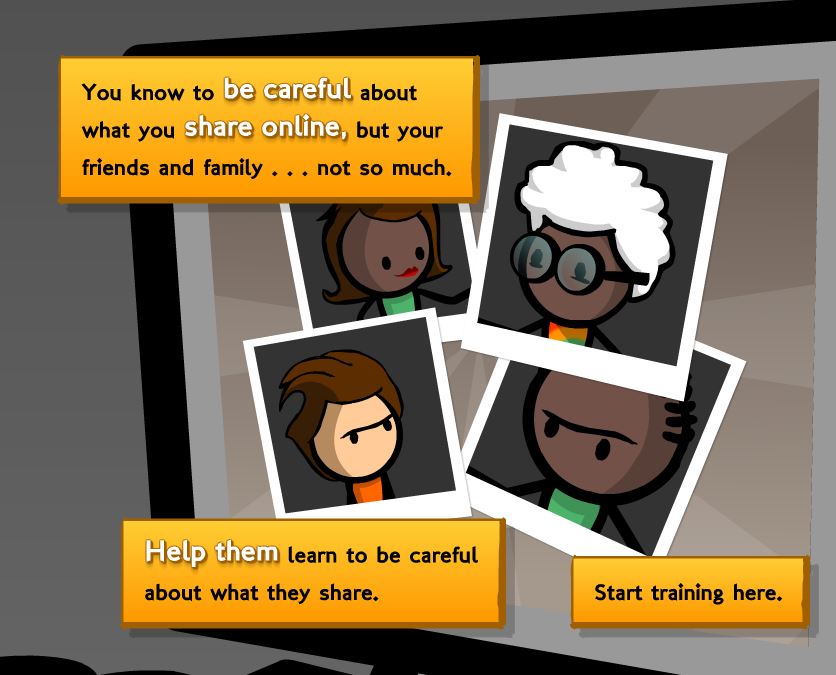 You know to be careful about
what you share online, but your
friends and family . . . not so much.
Help them learn to be careful
about what they share.
Start training here.